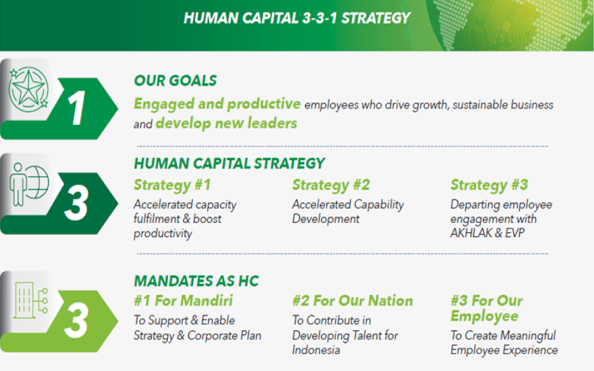 HUMAN CAPITAL 3-3-1 STRATEGY
1
OUR GOALS
Engaged and productive employees who drive growth, sustainable business
and develop new leaders
3
HUMAN CAPITAL STRATEGY
Strategy #1
Accelerated capacity
fulfilment & boost
productivity
Strategy #2
Accelerated Capability
Development
Strategy #3
Departing employee
engagement with
AKHLAK & EVP
3
MANDATES AS HC
#1 For Mandiri
To Support & Enable
Strategy & Corporate Plan
#2 For Our Nation
To Contribute in
Developing Talent for
Indonesia
#3 For Our
Employee
To Create Meaningful
Employee Experience